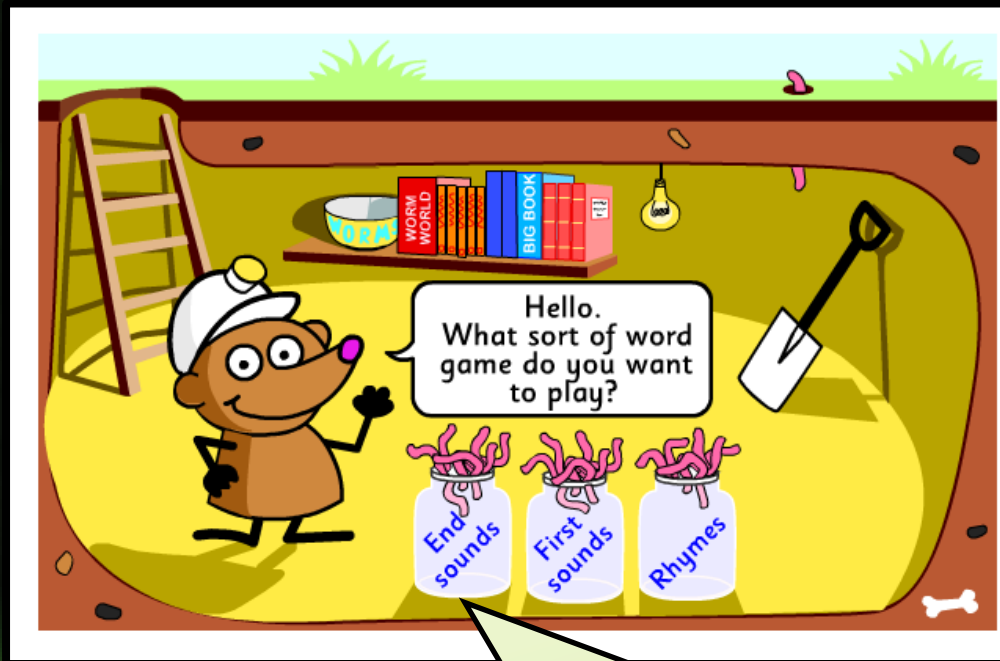 WORMS
WORM
WORLD
BIG BOOK
Hello.
What sort of word
game do you want
to play?
End
sounds
First
sounds
Rhymes